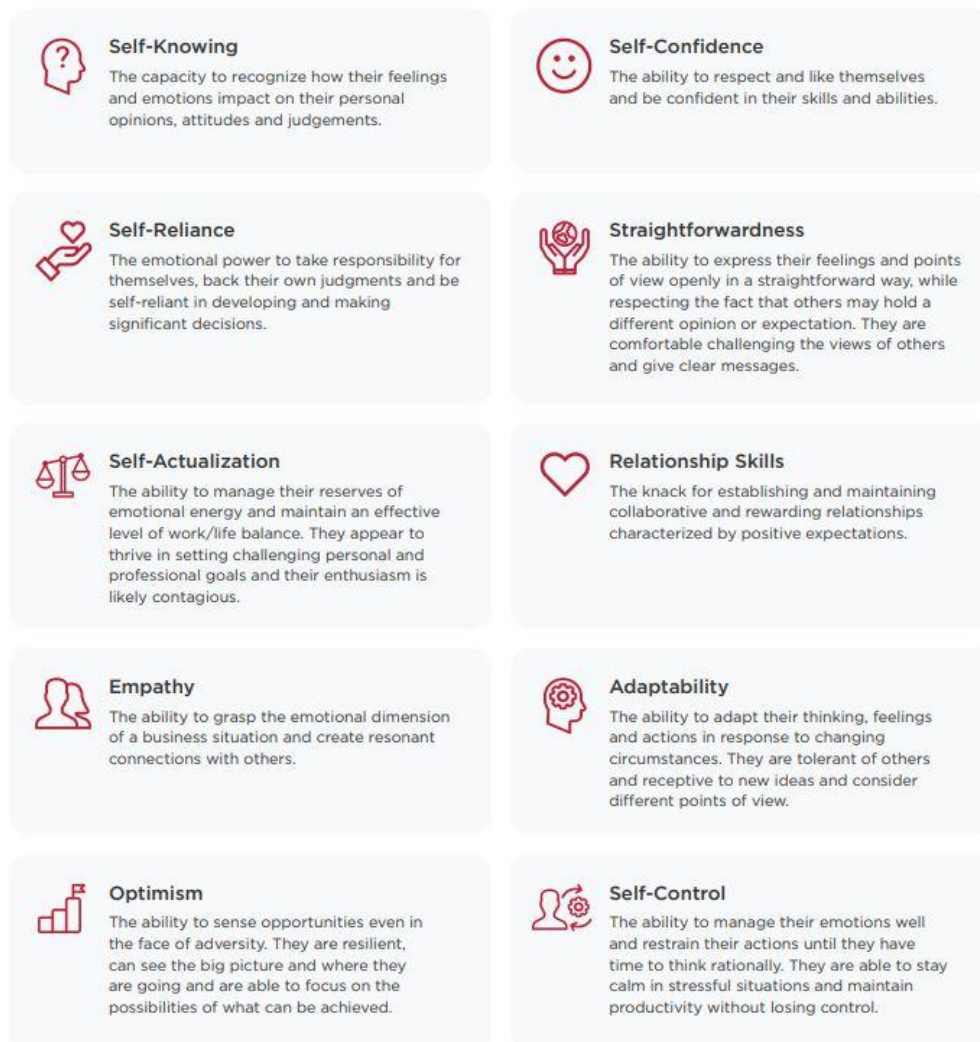 Self-Knowing
The capacity to recognize how their feelings
and emotions impact on their personal
opinions, attitudes and judgements.
Self-Confidence
The ability to respect and like themselves
and be confident in their skills and abilities.
Self-Reliance
The emotional power to take responsibility for
themselves, back their own judgments and be
self-reliant in developing and making
significant decisions.
Straightforwardness
The ability to express their feelings and points
of view openly in a straightforward way, while
respecting the fact that others may hold a
different opinion or expectation. They are
comfortable challenging the views of others
and give clear messages.
Self-Actualization
The ability to manage their reserves of
emotional energy and maintain an effective
level of work/life balance. They appear to
thrive in setting challenging personal and
professional goals and their enthusiasm is
likely contagious.
Relationship Skills
The knack for establishing and maintaining
collaborative and rewarding relationships
characterized by positive expectations.
Empathy
The ability to grasp the emotional dimension
of a business situation and create resonant
connections with others.
Adaptability
The ability to adapt their thinking, feelings
and actions in response to changing
circumstances. They are tolerant of others
and receptive to new ideas and consider
different points of view.
Optimism
The ability to sense opportunities even in
the face of adversity. They are resilient,
can see the big picture and where they
are going and are able to focus on the
possibilities of what can be achieved.
Self-Control
The ability to manage their emotions well
and restrain their actions until they have
time to think rationally. They are able to stay
calm in stressful situations and maintain
productivity without losing control.